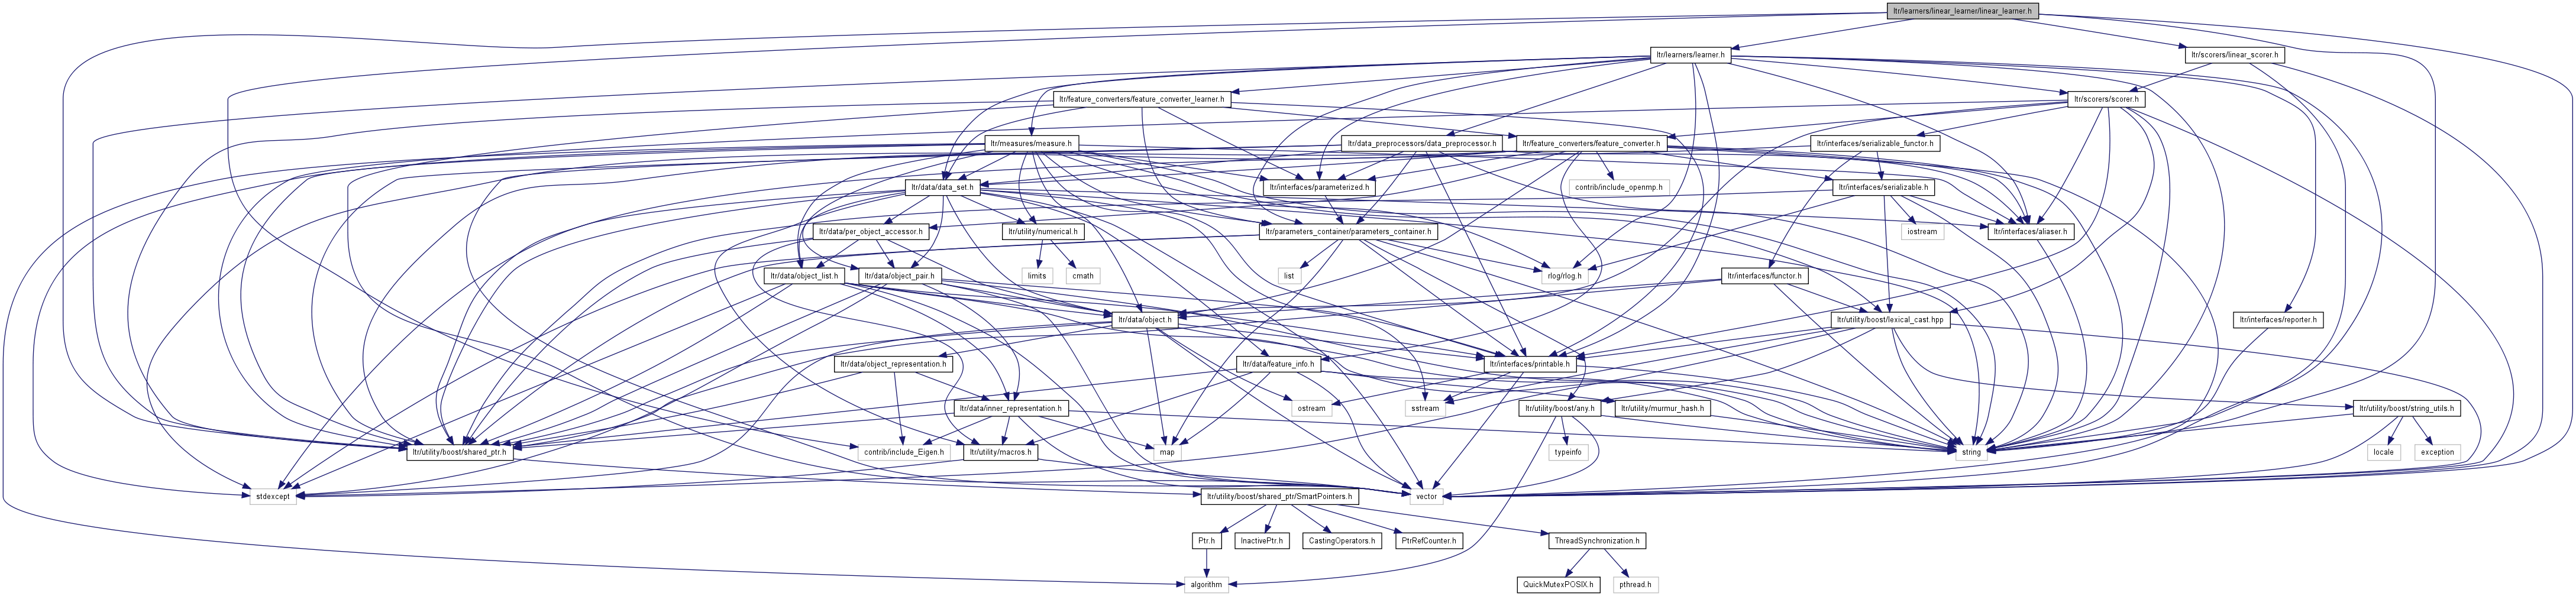 ltr/learners/linear_learner/linear_learner.h
ltr/learners/learner.h
ltr/scorers/linear_scorer.h
ltr/feature_converters/feature_converter_learner.h
ltr/scorers/scorer.h
ltr/measures/measure.h
ltr/data_preprocessors/data_preprocessor.h
ltr/feature_converters/feature_converter.h
ltr/interfaces/serializable_functor.h
ltr/data/data_set.h
ltr/interfaces/parameterized.h
contrib/include_openmp.h
ltr/interfaces/serializable.h
ltr/data/per_object_accessor.h
ltr/utility/numerical.h
ltr/parameters_container/parameters_container.h
iostream
ltr/interfaces/aliaser.h
ltr/data/object_list.h
ltr/data/object_pair.h
limits
cmath
list
rlog/rlog.h
ltr/interfaces/functor.h
ltr/data/object.h
ltr/utility/boost/lexical_cast.hpp
ltr/interfaces/reporter.h
ltr/data/object_representation.h
ltr/data/feature_info.h
ltr/interfaces/printable.h
ltr/data/inner_representation.h
ostream
sstream
ltr/utility/boost/any.h
ltr/utility/murmur_hash.h
ltr/utility/boost/string_utils.h
ltr/utility/boost/shared_ptr.h
contrib/include_Eigen.h
ltr/utility/macros.h
map
typeinfo
string
locale
exception
stdexcept
ltr/utility/boost/shared_ptr/SmartPointers.h
vector
Ptr.h
InactivePtr.h
CastingOperators.h
PtrRefCounter.h
ThreadSynchronization.h
algorithm
QuickMutexPOSIX.h
pthread.h